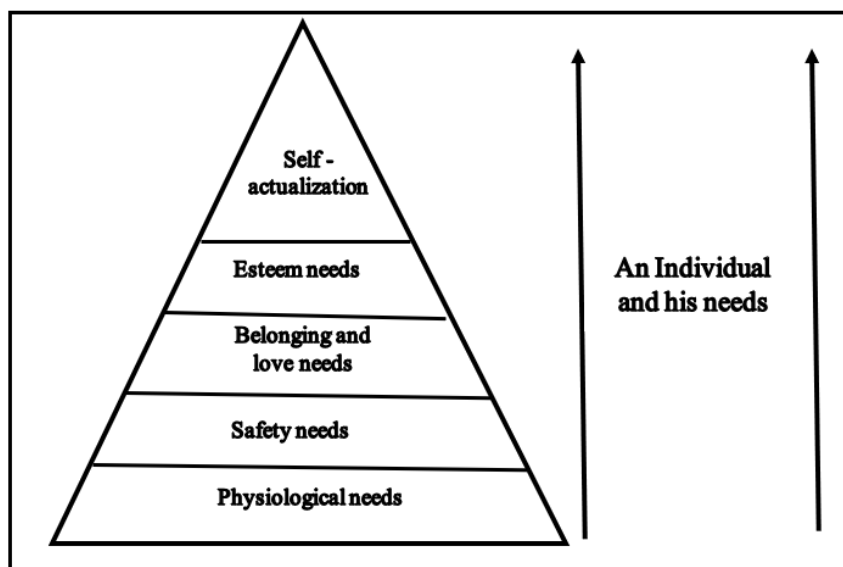 Self -
actualization
Esteem needs
Belonging and
love needs
Safety needs
Physiological needs
An Individual
and his needs